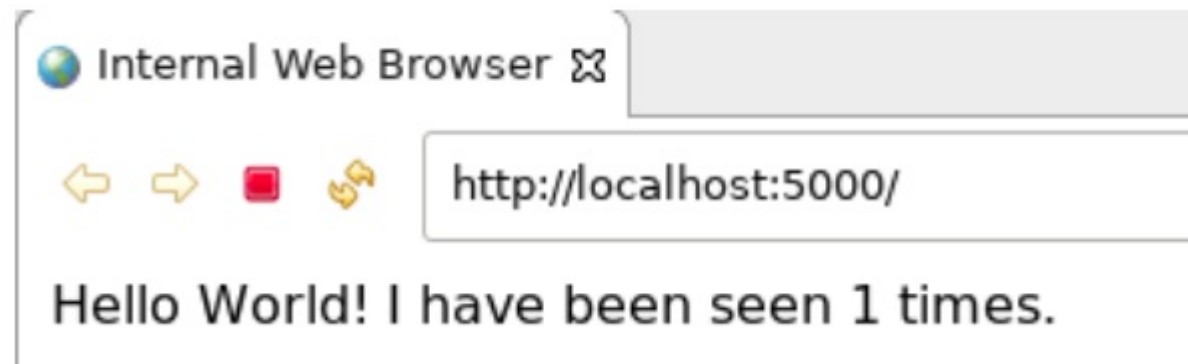 Internal Web Browser
http://localhost:5000/
Hello World! I have been seen 1 times.